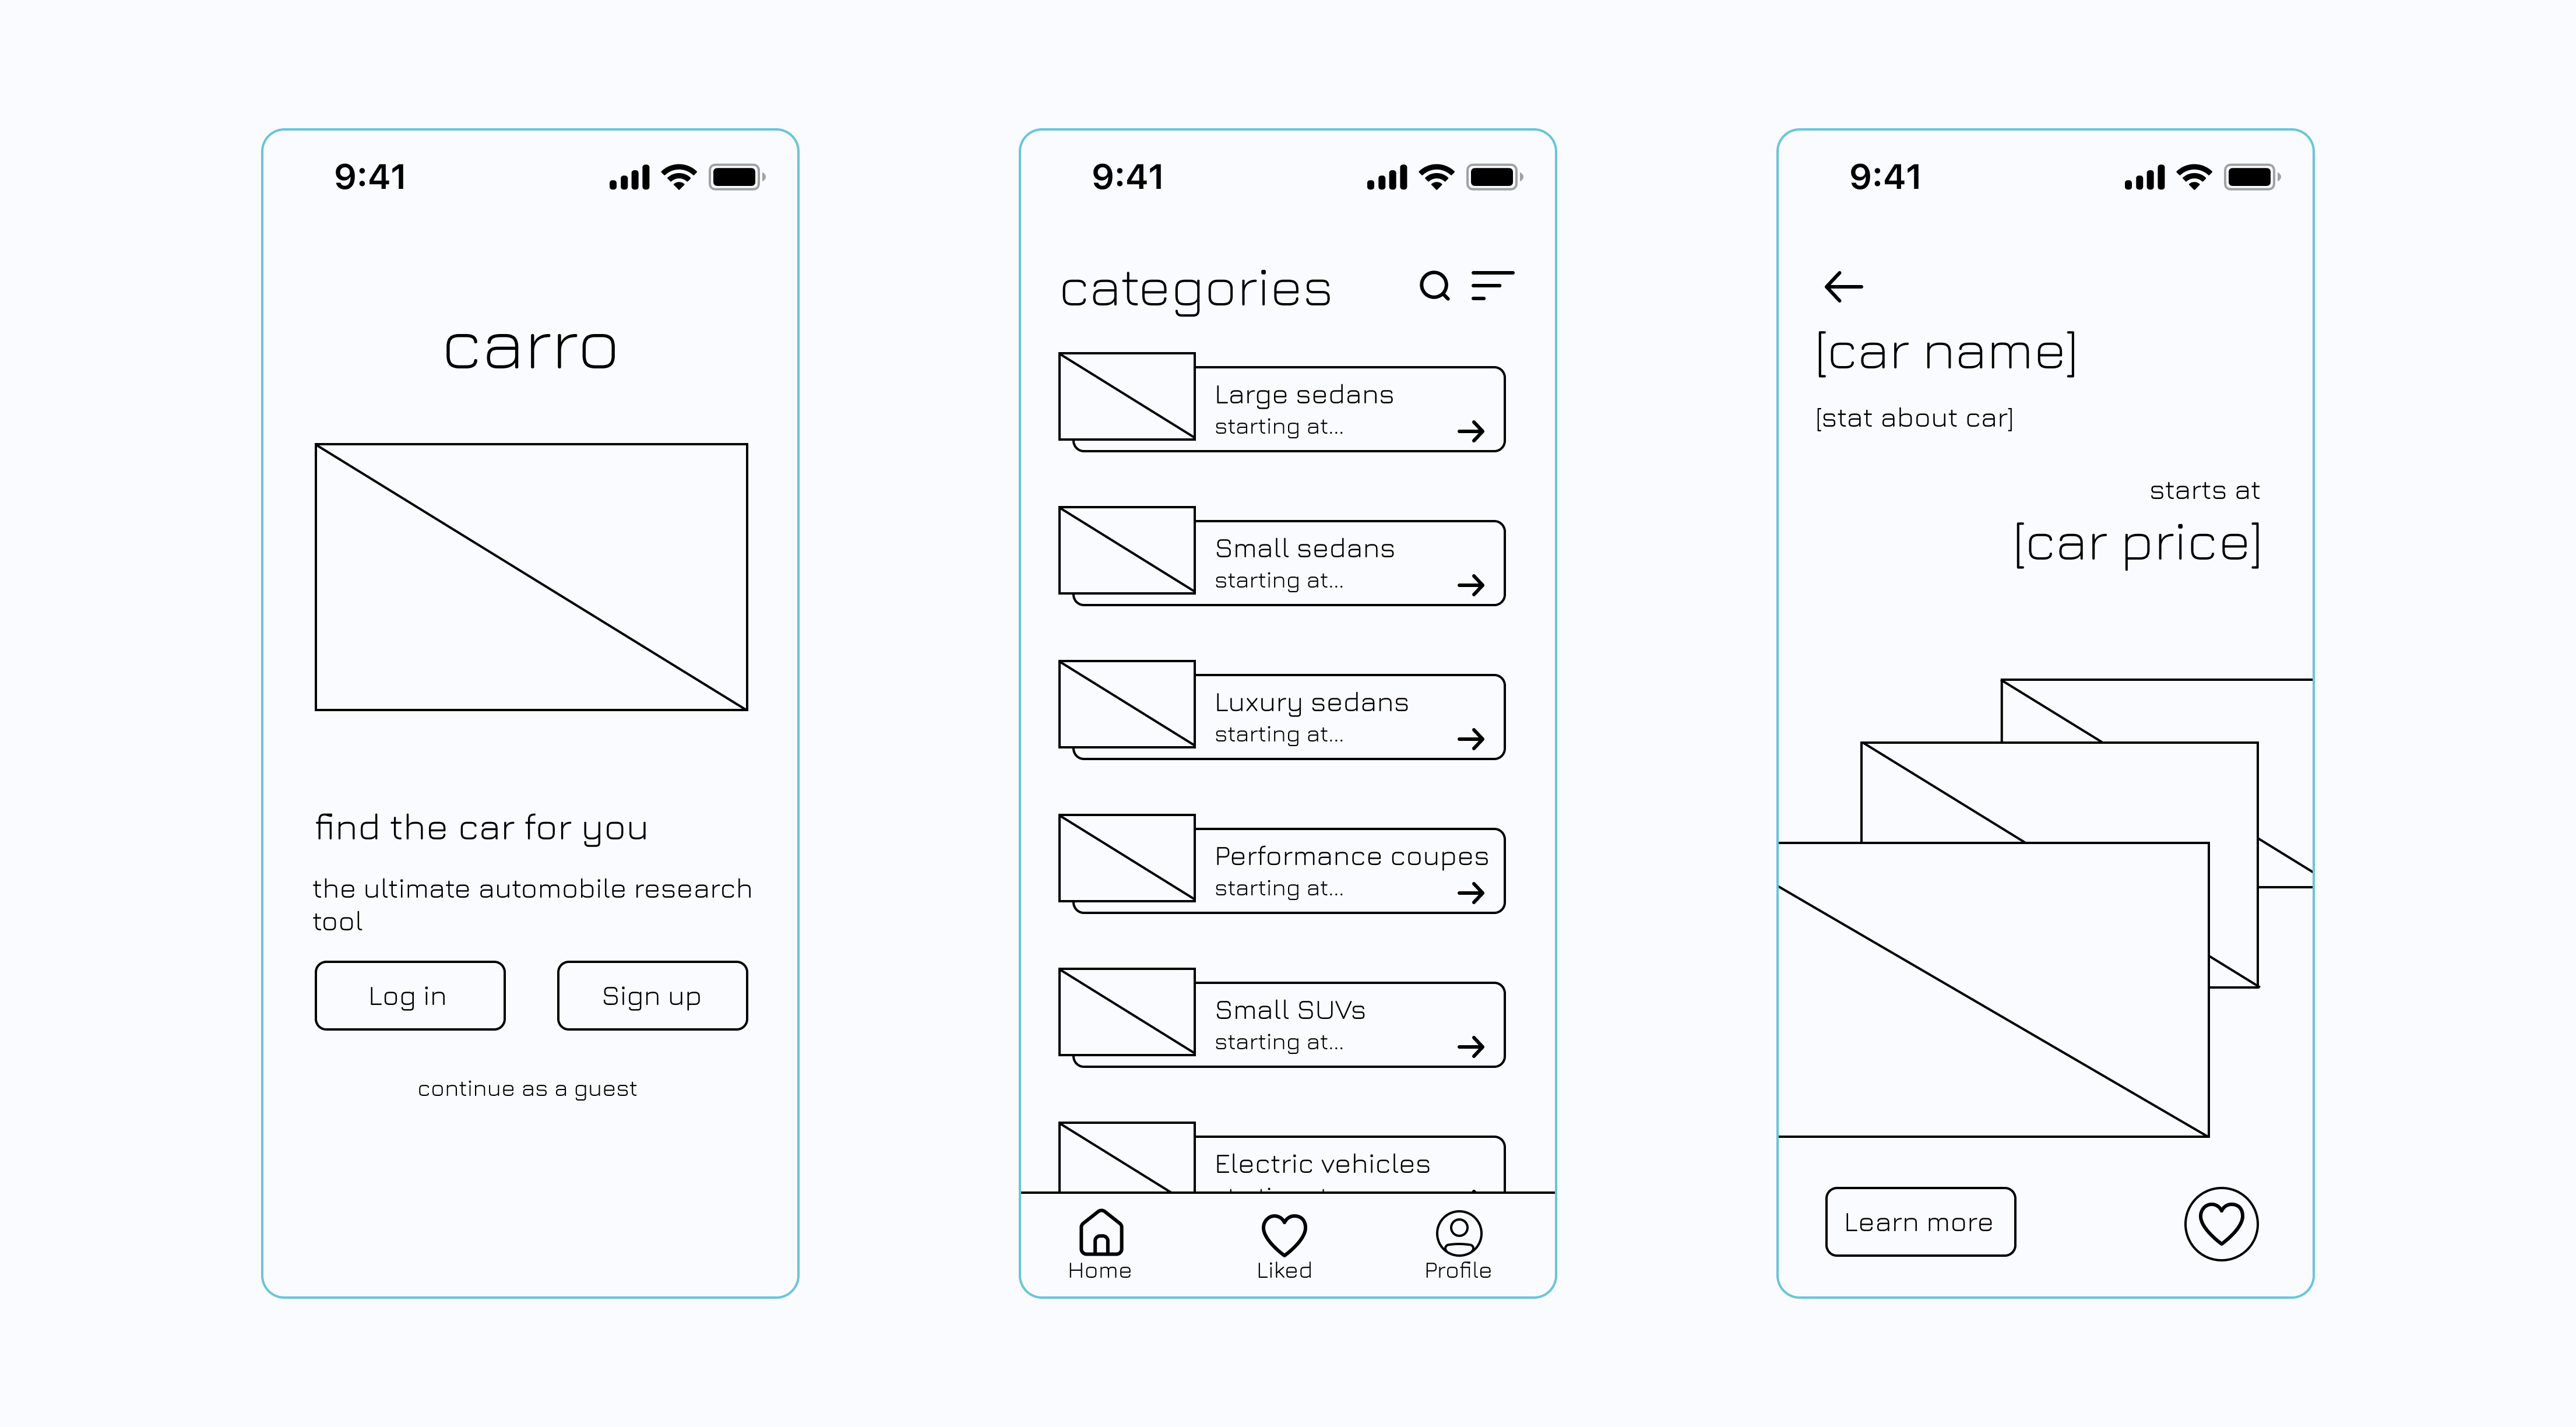 9:41
carro
find the car for you
the ultimate automobile research
tool
Log in
Sign up
continue as a guest
9:41
categories
Large sedans
starting at...
Small sedans
starting at...
Luxury sedans
starting at...
Performance coupes
starting at...
Small SUVs
starting at...
Electric vehicles
Home
Liked
Profile
9:41
[car name]
[stat about car]
starts at
[car price]
Learn more